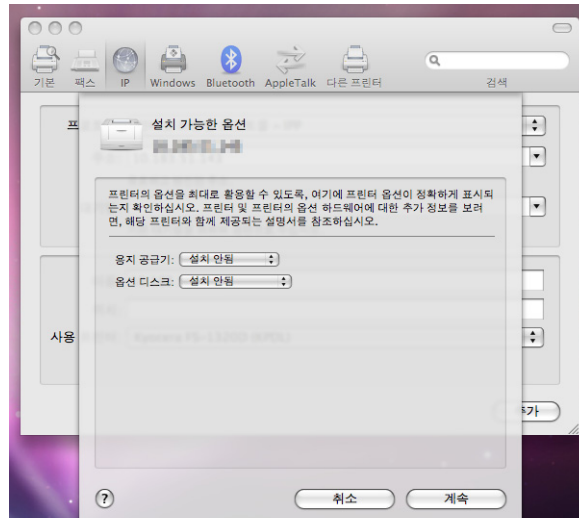 기본 팩스 IP Windows Bluetooth AppleTalk 다른 프린터 검색
프
설치 가능한 옵션
프린터의 옵션을 최대로 활용할 수 있도록, 여기에 프린터 옵션이 정확하게 표시되
는지 확인하십시오. 프린터 및 프린터의 옵션 하드웨어에 대한 추가 정보를 보려
면, 해당 프린터와 함께 제공되는 설명서를 참조하십시오.
용지 공급기: 설치 안됨
옵션 디스크: 설치 안됨
사용
추가
? 취소 계속